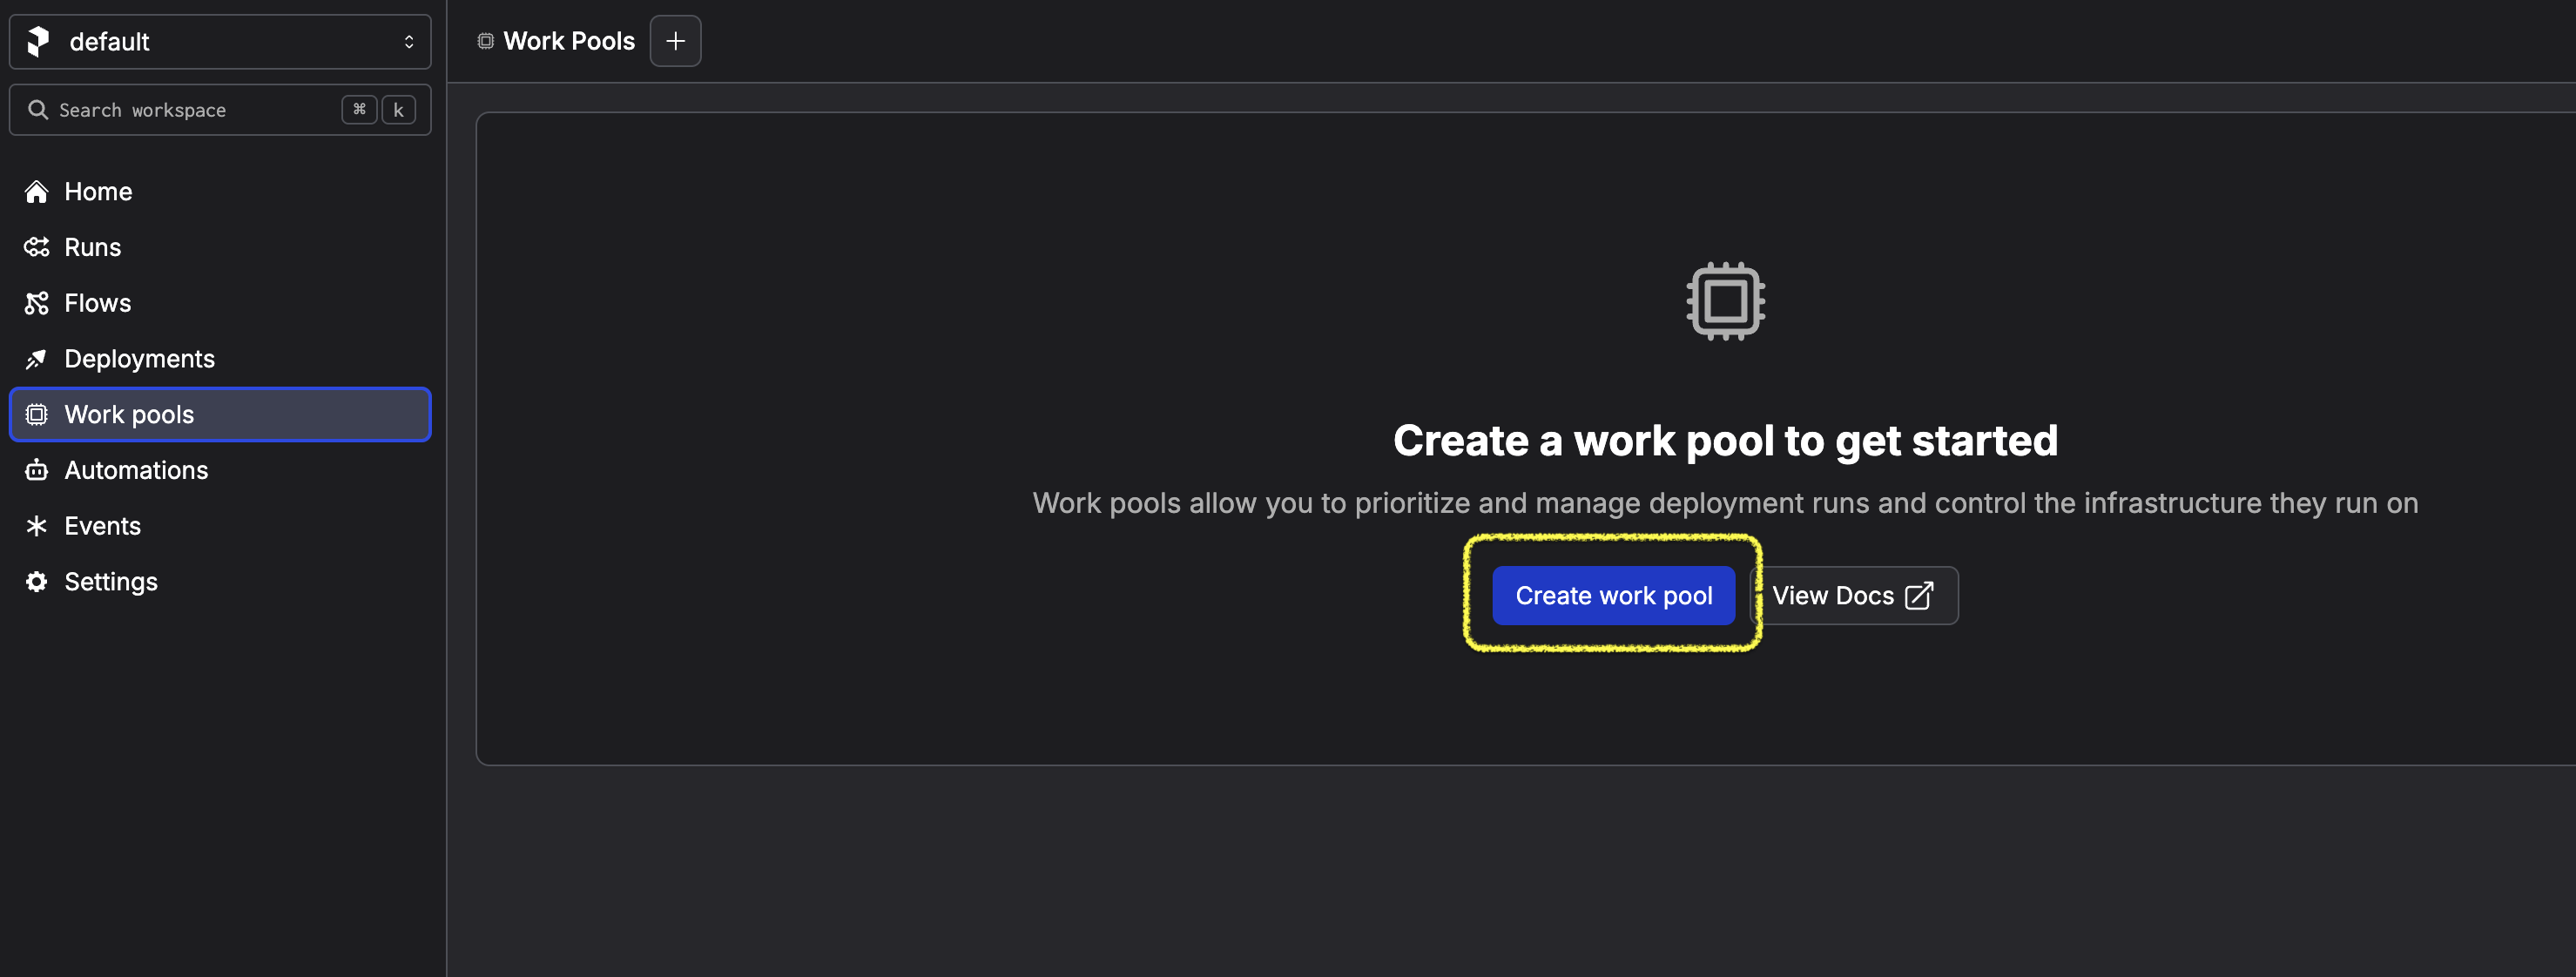 default
Search workspace ⌘ k
Home
Runs
Flows
Deployments
Work pools
Automations
Events
Settings
Work Pools
Create a work pool to get started
Work pools allow you to prioritize and manage deployment runs and control the infrastructure they run on
Create work pool View Docs